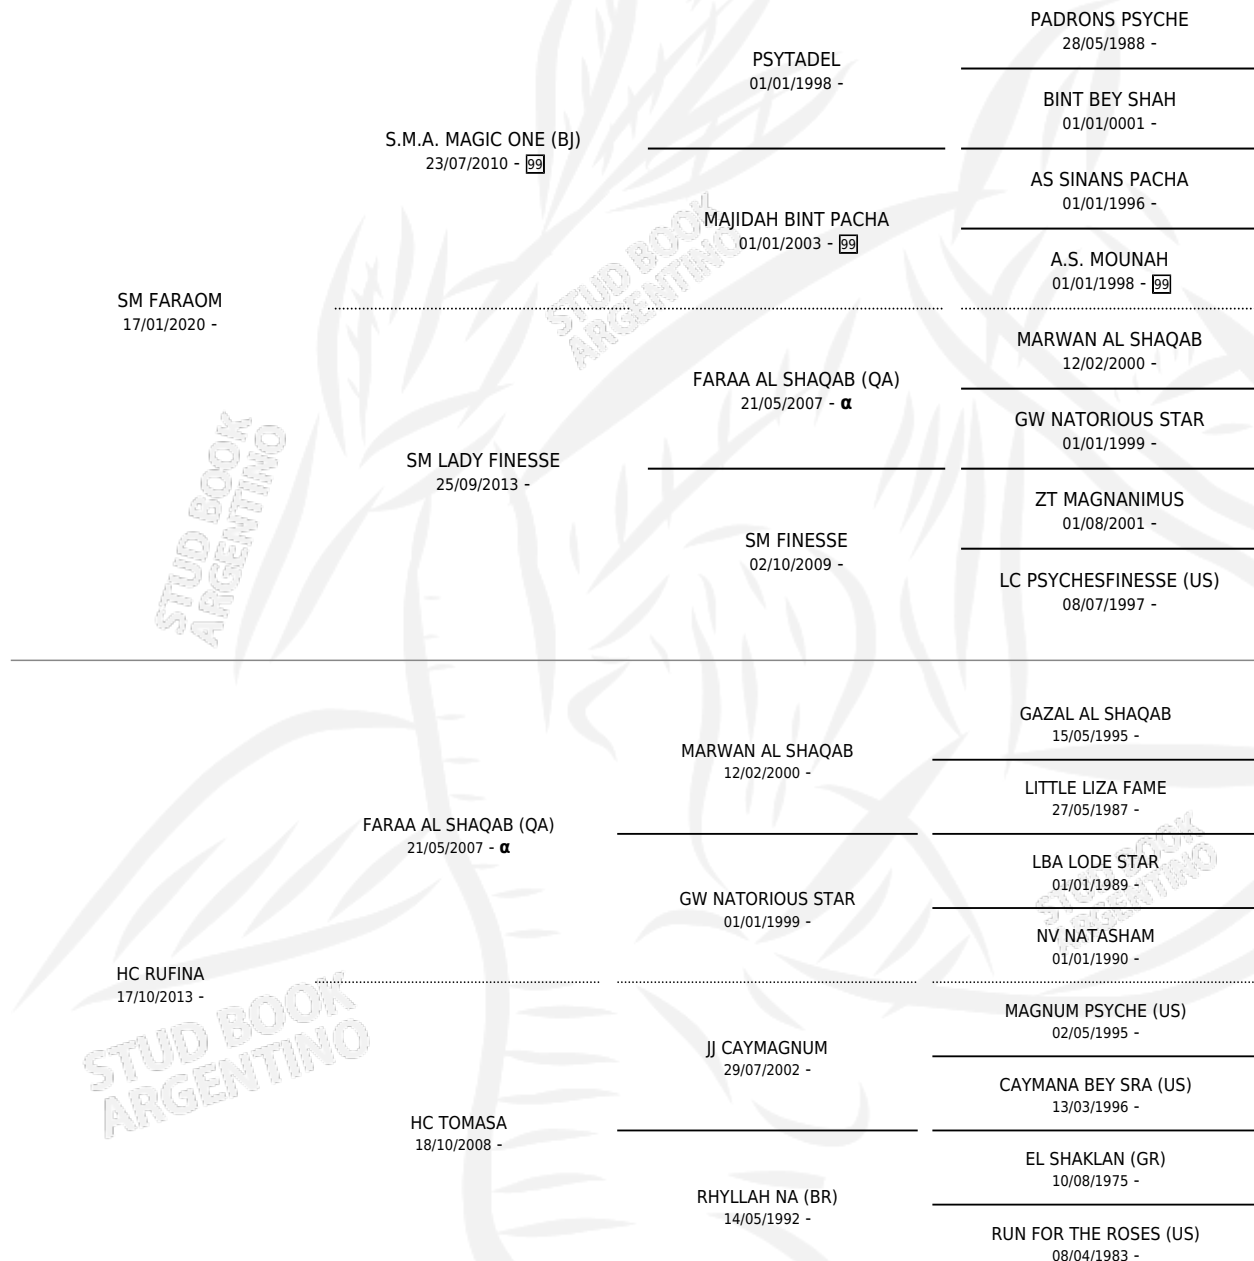 PADRONS PSYCHE
28/05/1988 -
PSYTADEL
01/01/1998 -
BINT BEY SHAH
01/01/0001 -
S.M.A. MAGIC ONE (BJ)
23/07/2010 - 99
AS SINANS PACHA
01/01/1996 -
MAJIDAH BINT PACHA
01/01/2003 - 99
A.S. MOUNAH
01/01/1998 - 99
SM FARAOM
17/01/2020 -
MARWAN AL SHAQAB
12/02/2000 -
FARAA AL SHAQAB (QA)
21/05/2007 - α
GW NATORIOUS STAR
01/01/1999 -
SM LADY FINESSE
25/09/2013 -
ZT MAGNANIMUS
01/08/2001 -
SM FINESSE
02/10/2009 -
LC PSYCHESFINESSE (US)
08/07/1997 -
STUD BOOK
ARGENTINO
STUD BOOK
ARGENTINO
GAZAL AL SHAQAB
15/05/1995 -
MARWAN AL SHAQAB
12/02/2000 -
LITTLE LIZA FAME
27/05/1987 -
FARAA AL SHAQAB (QA)
21/05/2007 - α
LBA LODE STAR
01/01/1989 -
GW NATORIOUS STAR
01/01/1999 -
NV NATASHAM
01/01/1990 -
HC RUFINA
17/10/2013 -
MAGNUM PSYCHE (US)
02/05/1995 -
JJ CAYMAGNUM
29/07/2002 -
CAYMANA BEY SRA (US)
13/03/1996 -
HC TOMASA
18/10/2008 -
EL SHAKLAN (GR)
10/08/1975 -
RHYLLAH NA (BR)
14/05/1992 -
RUN FOR THE ROSES (US)
08/04/1983 -
STUD BOOK
ARGENTINO
STUD BOOK
ARGENTINO